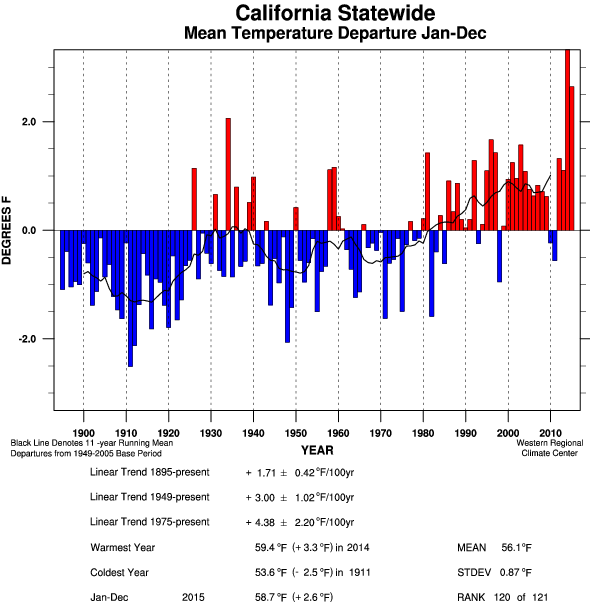 California Statewide
Mean Temperature Departure Jan-Dec
DEGREES F
2.0
0.0
-2.0
1900 1910 1920 1930 1940 1950 1960 1970 1980 1990 2000 2010
YEAR
Black Line Denotes 11 -year Running Mean
Departures from 1949-2005 Base Period
Western Regional
Climate Center
Linear Trend 1895-present + 1.71 ± 0.42 °F/100yr
Linear Trend 1949-present + 3.00 ± 1.02 °F/100yr
Linear Trend 1975-present + 4.38 ± 2.20 °F/100yr
Warmest Year 59.4 °F (+ 3.3 °F) in 2014 MEAN 56.1 °F
Coldest Year 53.6 °F (- 2.5 °F) in 1911 STDEV 0.87 °F
Jan-Dec 2015 58.7 °F (+ 2.6 °F) RANK 120 of 121